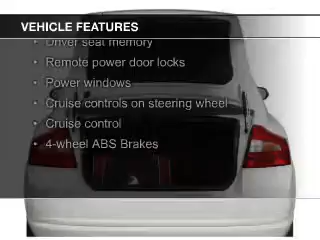 VEHICLE FEATURES
• Driver seat memory
• Remote power door locks
• Power windows
• Cruise controls on steering wheel
• Cruise control
• 4-wheel ABS Brakes